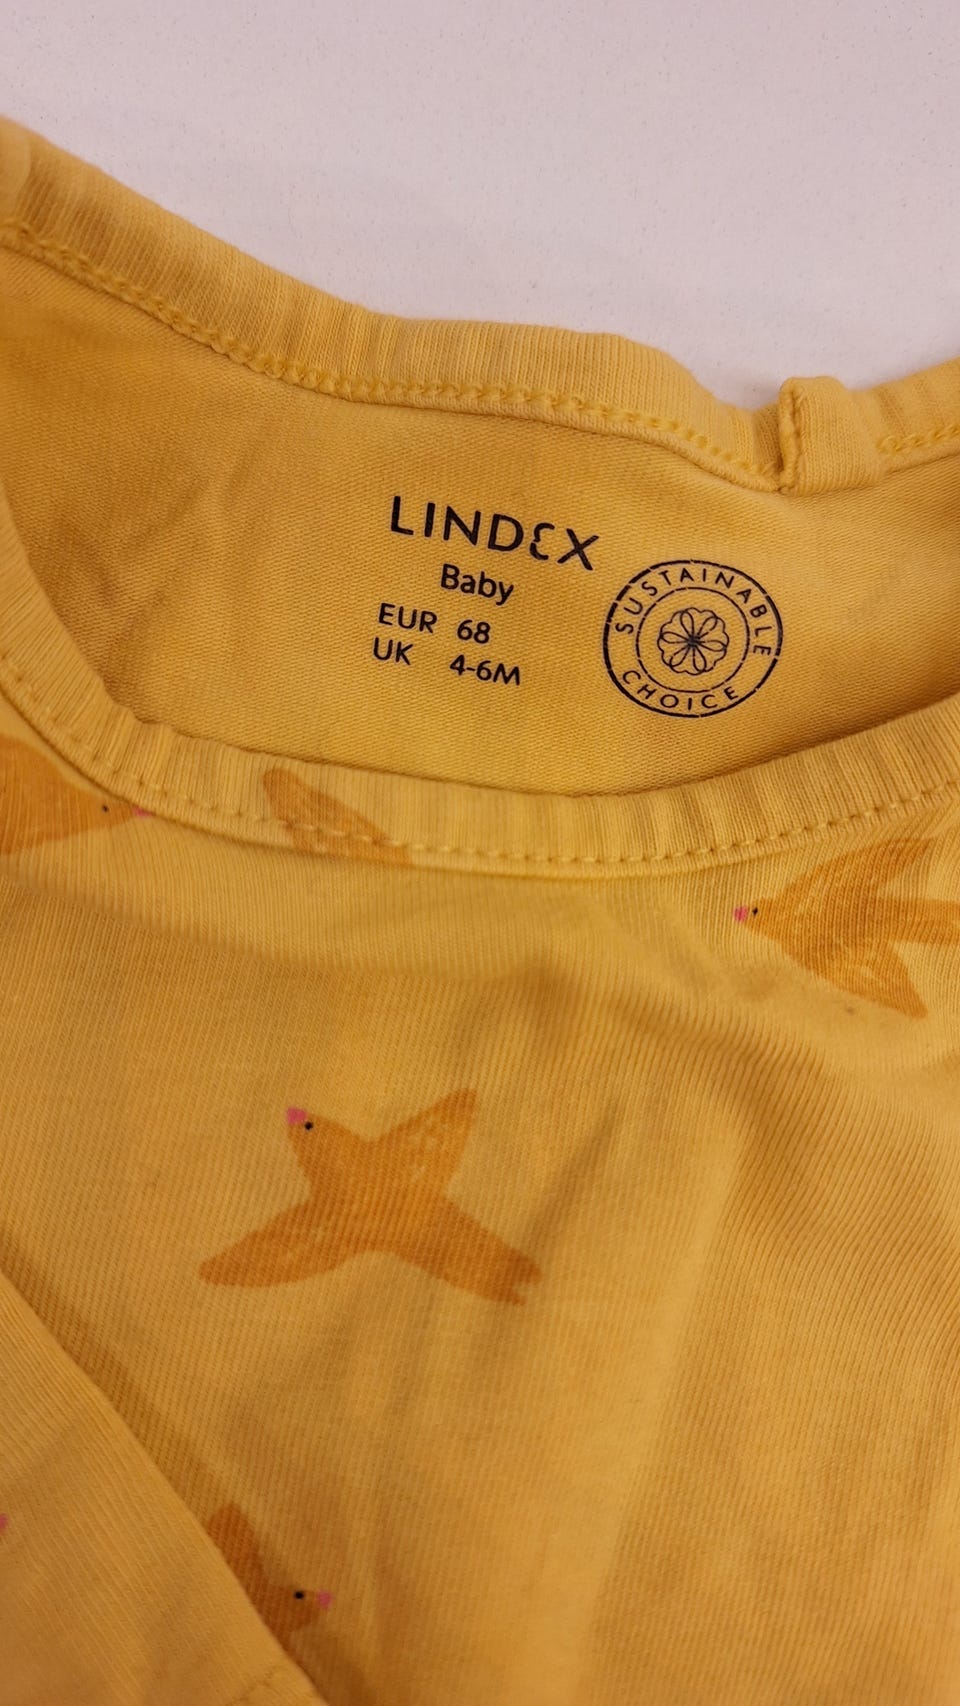 LINDEX
Baby
EUR 68
UK 4-6M
SUSTAINABLE
CHOICE